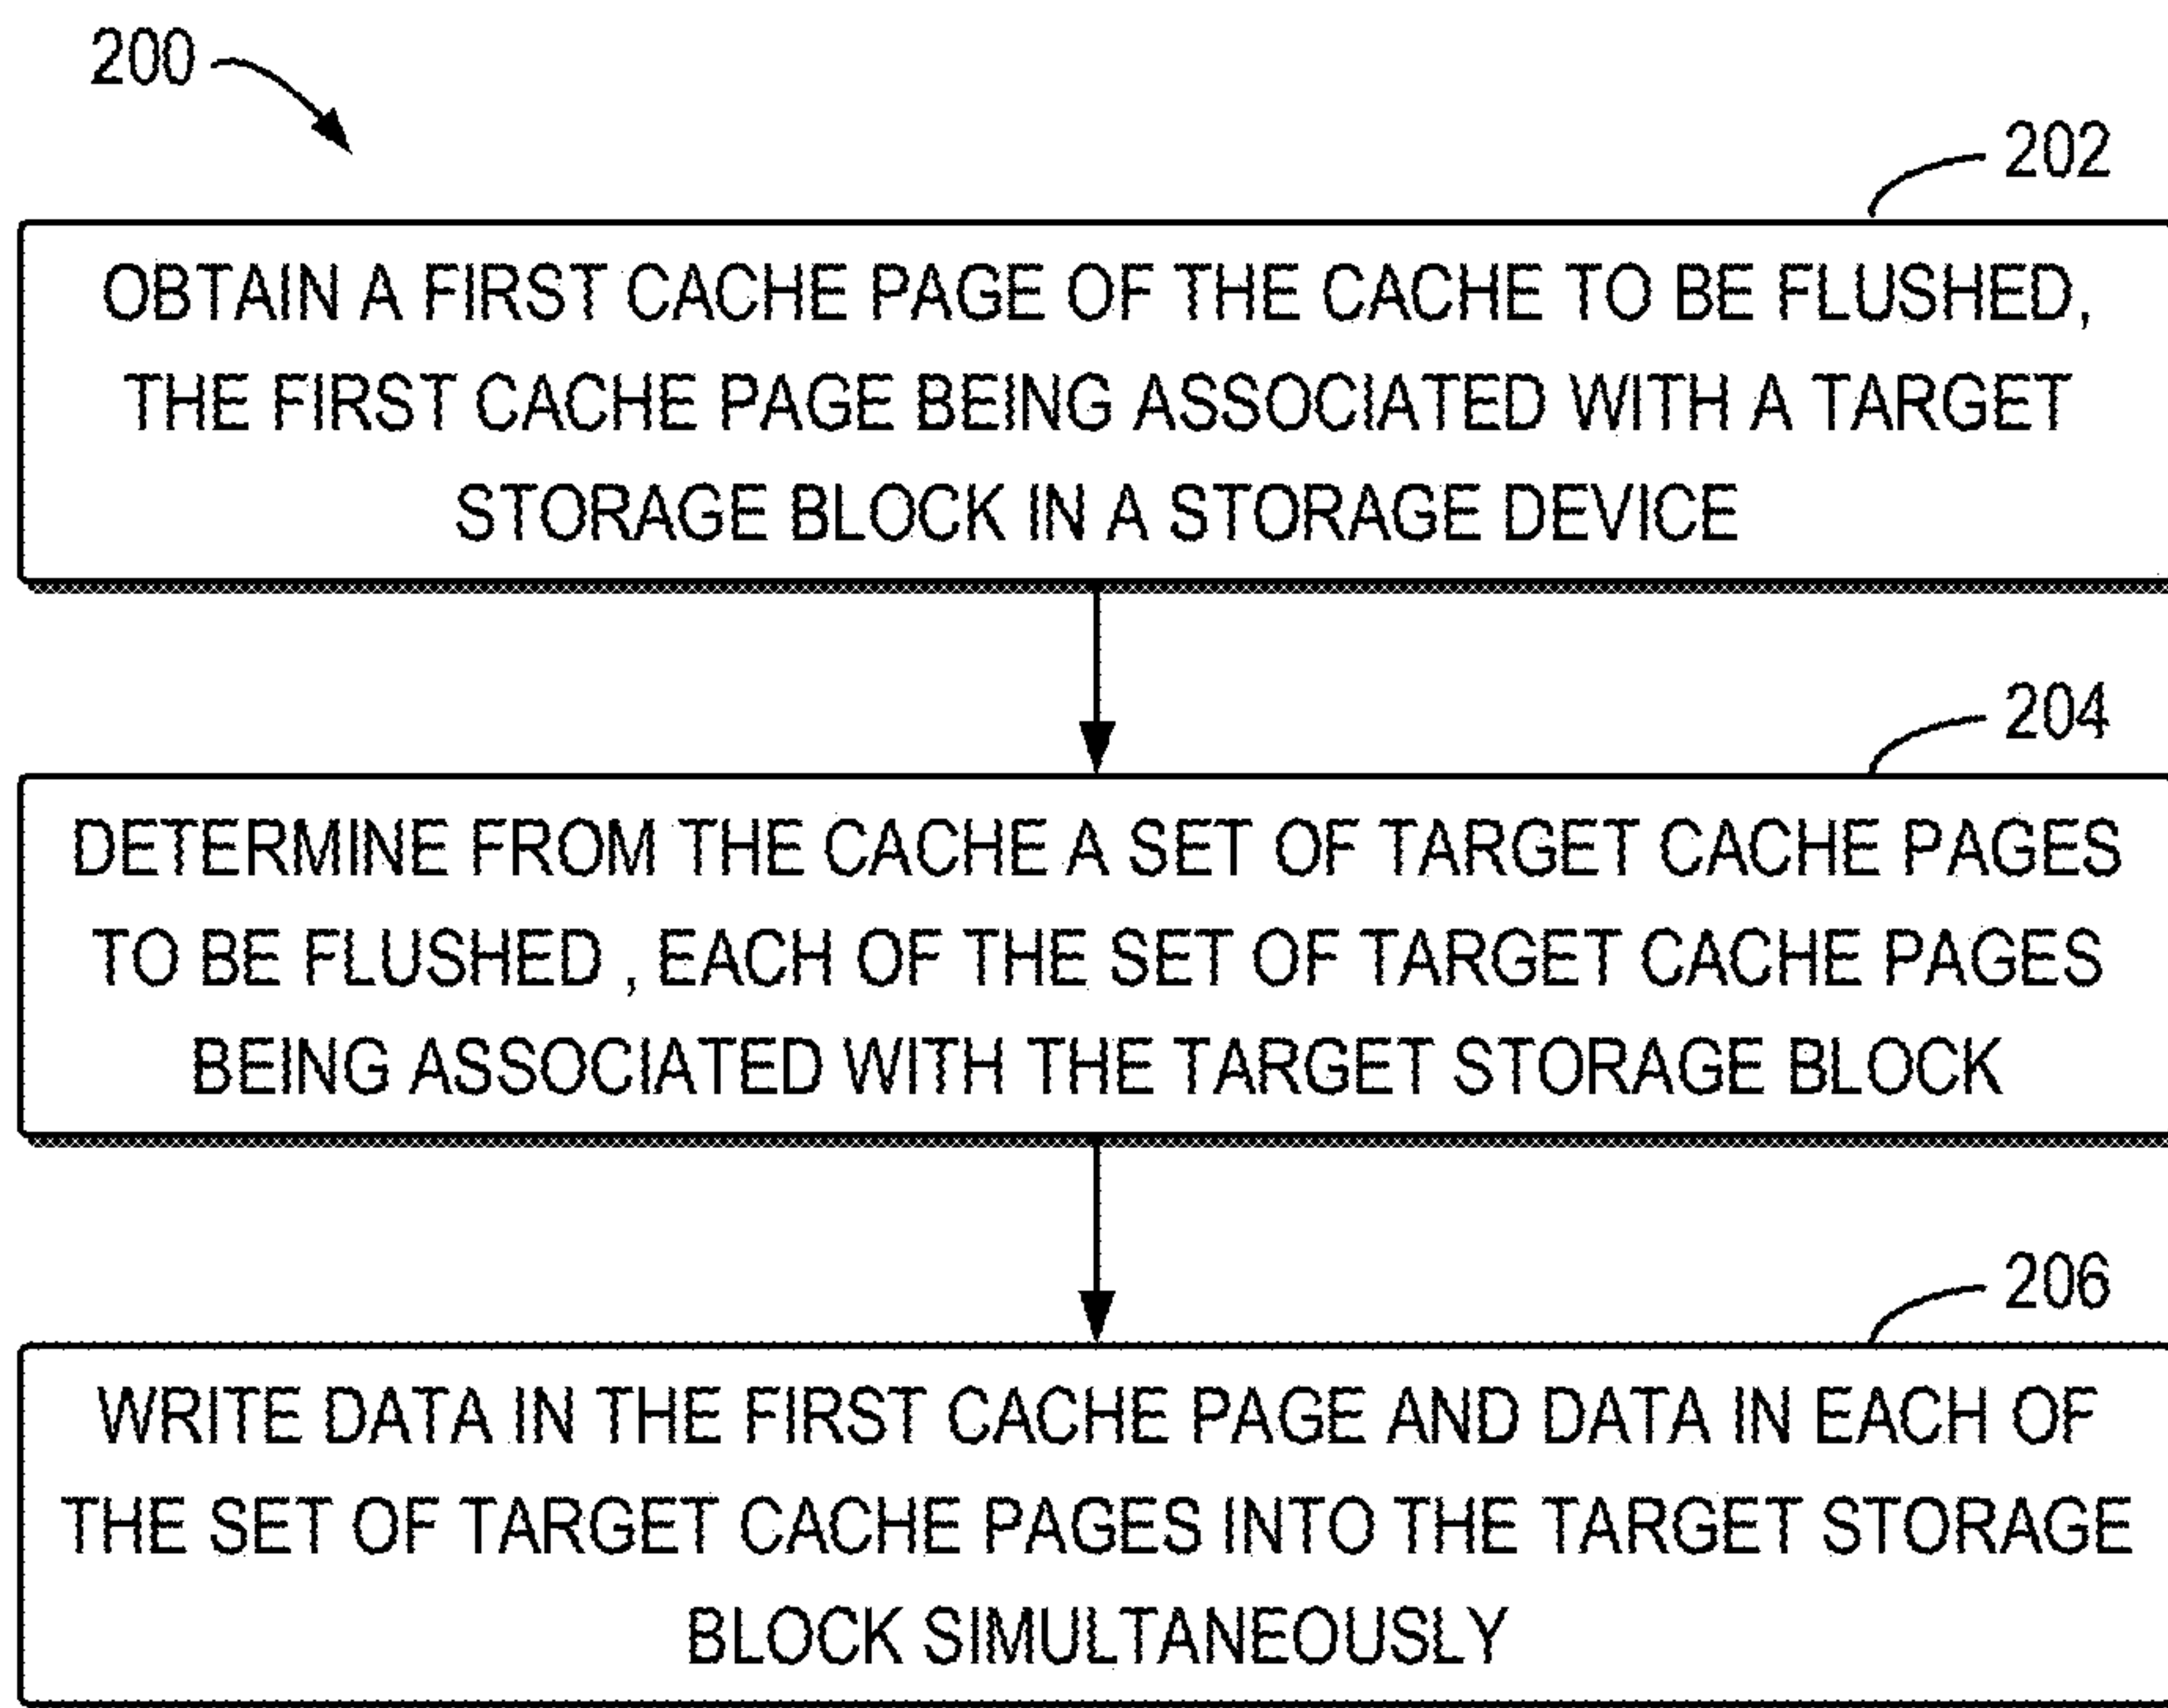 200
202
OBTAIN A FIRST CACHE PAGE OF THE CACHE TO BE FLUSHED,
THE FIRST CACHE PAGE BEING ASSOCIATED WITH A TARGET
STORAGE BLOCK IN A STORAGE DEVICE
204
DETERMINE FROM THE CACHE A SET OF TARGET CACHE PAGES
TO BE FLUSHED , EACH OF THE SET OF TARGET CACHE PAGES
BEING ASSOCIATED WITH THE TARGET STORAGE BLOCK
206
WRITE DATA IN THE FIRST CACHE PAGE AND DATA IN EACH OF
THE SET OF TARGET CACHE PAGES INTO THE TARGET STORAGE
BLOCK SIMULTANEOUSLY